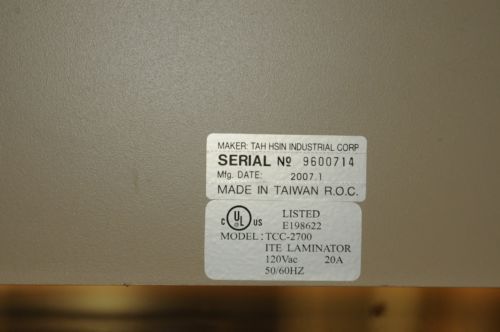 MAKER: TAH HSIN INDUSTRIAL CORP
SERIAL Nº 9600714
Mfg. DATE: 2007.1
MADE IN TAIWAN R.O.C.
C UL US LISTED
E198622
MODEL: TCC-2700
ITE LAMINATOR
120Vac 20A
50/60HZ